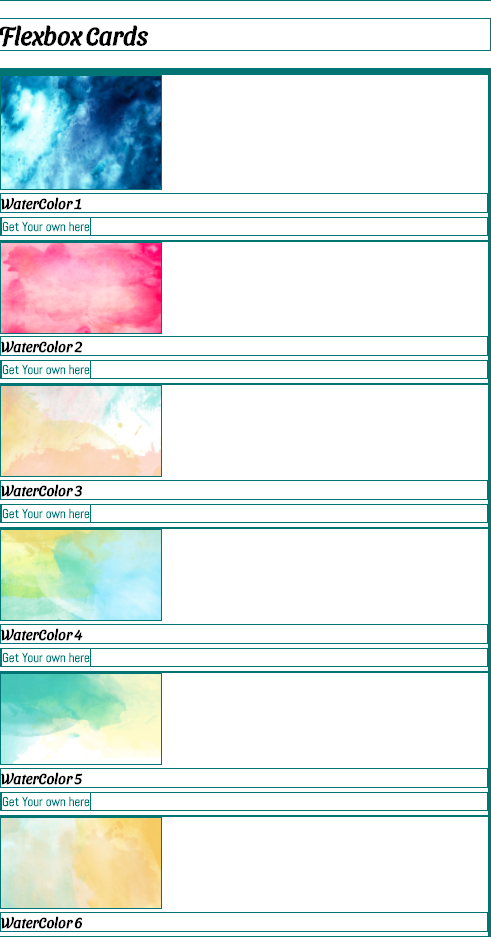 Flexbox Cards
WaterColor 1
Get Your own here
WaterColor 2
Get Your own here
WaterColor 3
Get Your own here
WaterColor 4
Get Your own here
WaterColor 5
Get Your own here
WaterColor 6